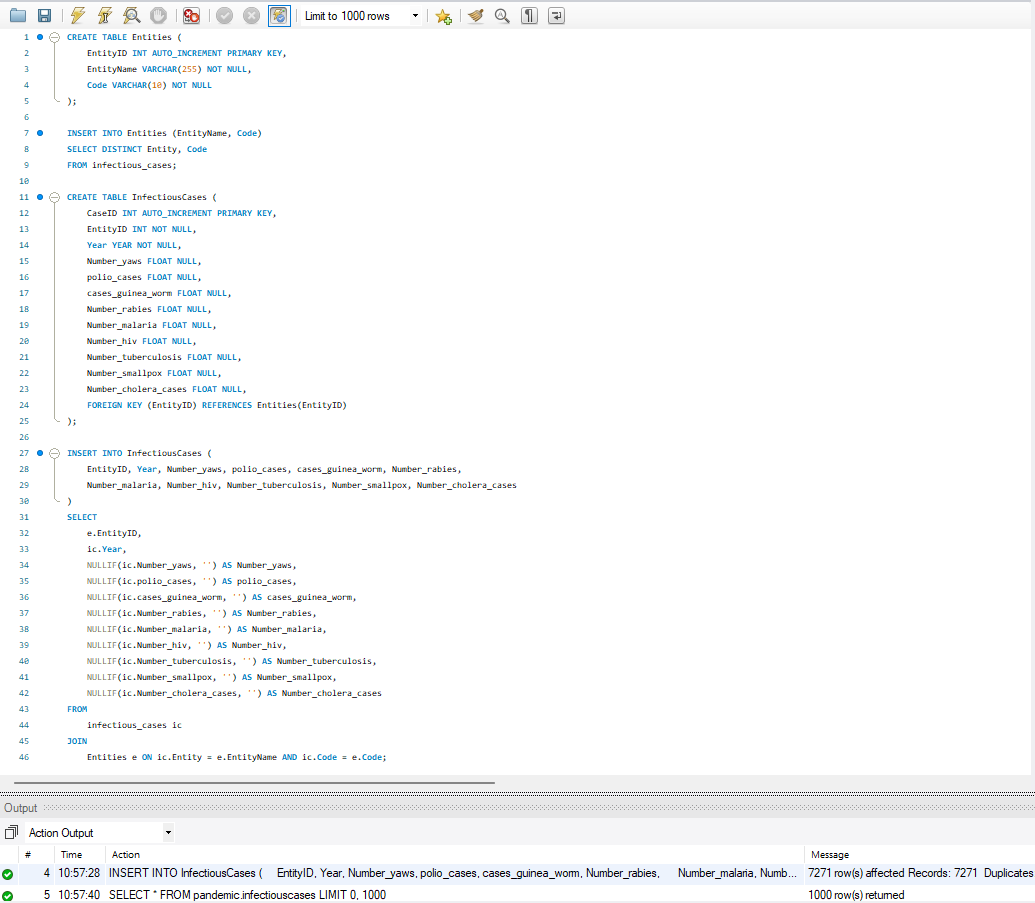 Limit to 1000 rows
1 CREATE TABLE Entities (
2 EntityID INT AUTO_INCREMENT PRIMARY KEY,
3 EntityName VARCHAR(255) NOT NULL,
4 Code VARCHAR(10) NOT NULL
5 );
6
7 INSERT INTO Entities (EntityName, Code)
8 SELECT DISTINCT Entity, Code
9 FROM infectious_cases;
10
11 CREATE TABLE InfectiousCases (
12 CaseID INT AUTO_INCREMENT PRIMARY KEY,
13 EntityID INT NOT NULL,
14 Year YEAR NOT NULL,
15 Number_yaws FLOAT NULL,
16 polio_cases FLOAT NULL,
17 cases_guinea_worm FLOAT NULL,
18 Number_rabies FLOAT NULL,
19 Number_malaria FLOAT NULL,
20 Number_hiv FLOAT NULL,
21 Number_tuberculosis FLOAT NULL,
22 Number_smallpox FLOAT NULL,
23 Number_cholera_cases FLOAT NULL,
24 FOREIGN KEY (EntityID) REFERENCES Entities(EntityID)
25 );
26
27 INSERT INTO InfectiousCases (
28 EntityID, Year, Number_yaws, polio_cases, cases_guinea_worm, Number_rabies,
29 Number_malaria, Number_hiv, Number_tuberculosis, Number_smallpox, Number_cholera_cases
30 )
31 SELECT
32 e.EntityID,
33 ic.Year,
34 NULLIF(ic.Number_yaws, '') AS Number_yaws,
35 NULLIF(ic.polio_cases, '') AS polio_cases,
36 NULLIF(ic.cases_guinea_worm, '') AS cases_guinea_worm,
37 NULLIF(ic.Number_rabies, '') AS Number_rabies,
38 NULLIF(ic.Number_malaria, '') AS Number_malaria,
39 NULLIF(ic.Number_hiv, '') AS Number_hiv,
40 NULLIF(ic.Number_tuberculosis, '') AS Number_tuberculosis,
41 NULLIF(ic.Number_smallpox, '') AS Number_smallpox,
42 NULLIF(ic.Number_cholera_cases, '') AS Number_cholera_cases
43 FROM
44 infectious_cases ic
45 JOIN
46 Entities e ON ic.Entity = e.EntityName AND ic.Code = e.Code;
Output
Action Output
# Time Action Message
4 10:57:28 INSERT INTO InfectiousCases ( EntityID, Year, Number_yaws, polio_cases, cases_guinea_worm, Number_rabies, Number_malaria, Numb... 7271 row(s) affected Records: 7271 Duplicates
5 10:57:40 SELECT * FROM pandemic.infectiouscases LIMIT 0, 1000 1000 row(s) returned